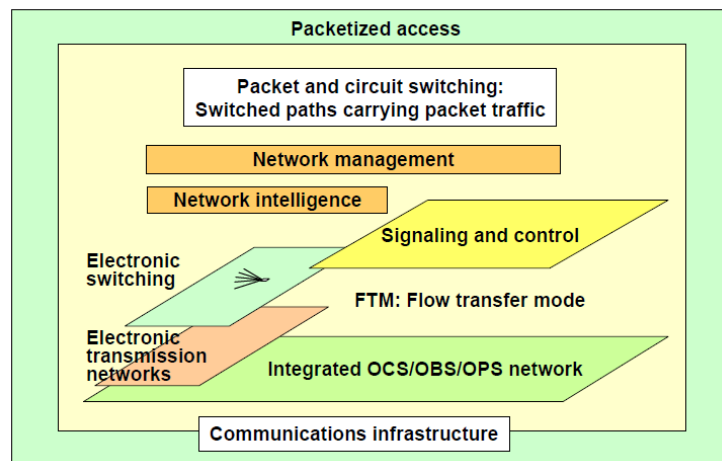 Packetized access
Packet and circuit switching:
Switched paths carrying packet traffic
Network management
Network intelligence
Signaling and control
Electronic
switching
FTM: Flow transfer mode
Electronic
transmission
networks
Integrated OCS/OBS/OPS network
Communications infrastructure